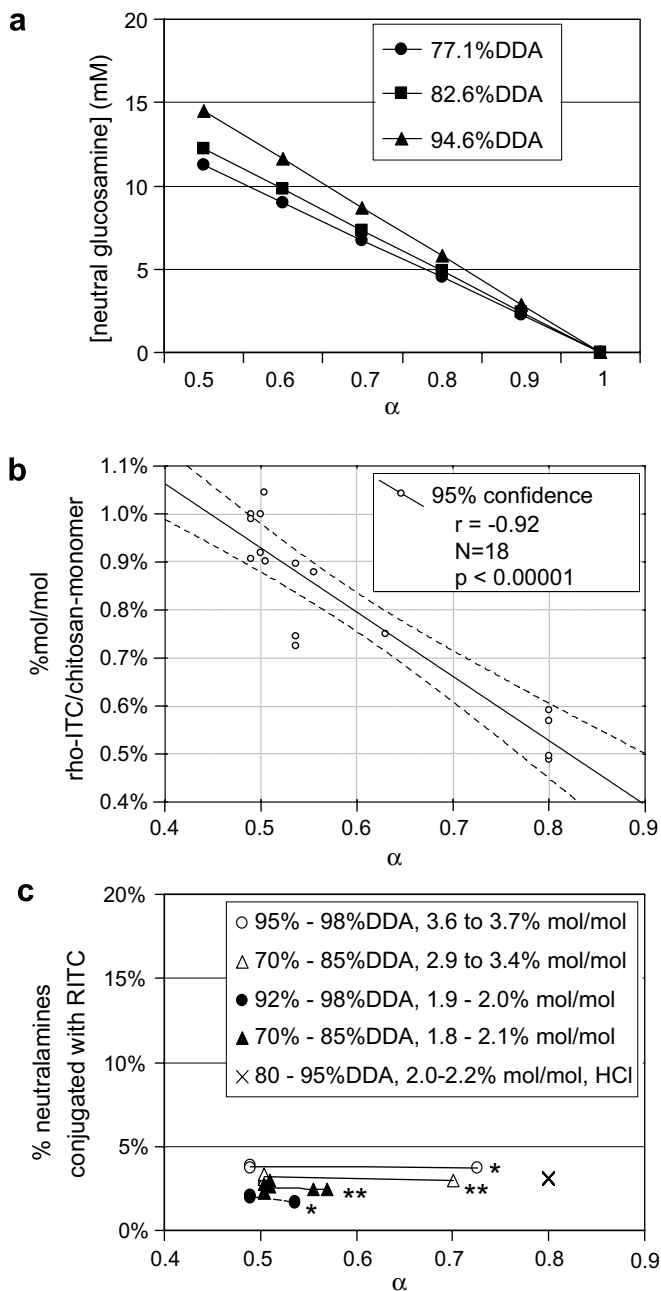 a
[neutral glucosamine] (mM)
20
15
10
5
0
77.1%DDA
82.6%DDA
94.6%DDA
0.5 0.6 0.7 0.8 0.9 1
α
b
%mol/mol
rho-ITC/chitosan-monomer
1.1%
1.0%
0.9%
0.8%
0.7%
0.6%
0.5%
0.4%
95% confidence
r = -0.92
N=18
p < 0.00001
0.4 0.5 0.6 0.7 0.8 0.9
α
c
% neutralamines
conjugated with RITC
20%
15%
10%
5%
0%
95% - 98%DDA, 3.6 to 3.7% mol/mol
70% - 85%DDA, 2.9 to 3.4% mol/mol
92% - 98%DDA, 1.9 - 2.0% mol/mol
70% - 85%DDA, 1.8 - 2.1% mol/mol
80 - 95%DDA, 2.0-2.2% mol/mol, HCl
*
**
**
*
0.4 0.5 0.6 0.7 0.8 0.9
α